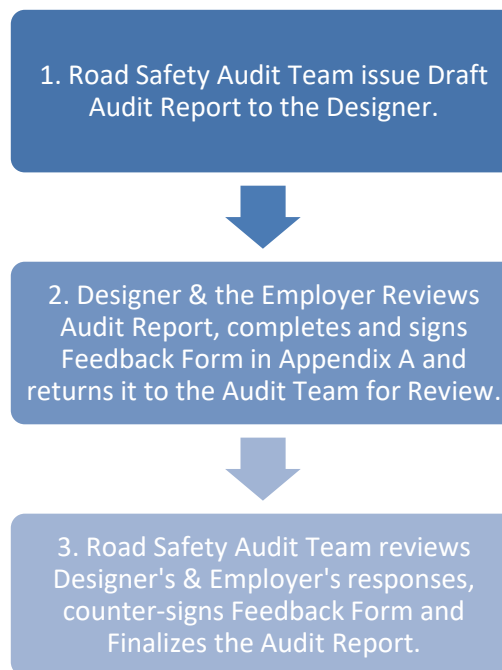 1. Road Safety Audit Team issue Draft
Audit Report to the Designer.
2. Designer & the Employer Reviews
Audit Report, completes and signs
Feedback Form in Appendix A and
returns it to the Audit Team for Review.
3. Road Safety Audit Team reviews
Designer's & Employer's responses,
counter-signs Feedback Form and
Finalizes the Audit Report.